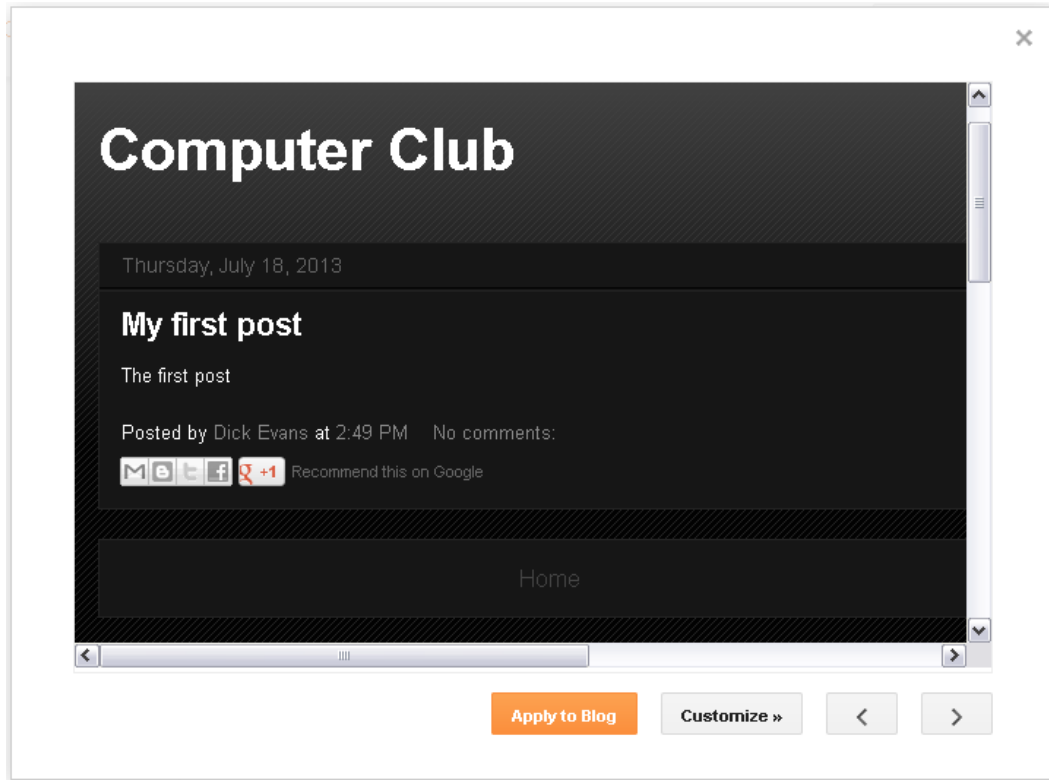 Computer Club
Thursday, July 18, 2013
My first post
The first post
Posted by Dick Evans at 2:49 PM No comments:
g +1 Recommend this on Google
Home
Apply to Blog Customize »